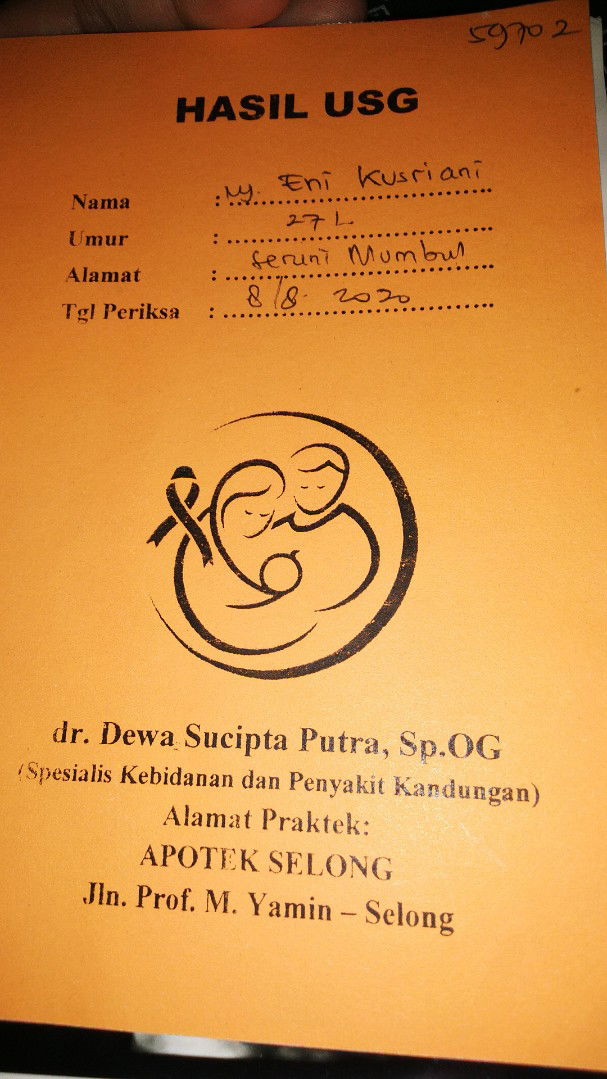 59702
HASIL USG
Nama : Ny. Eni Kusriani
Umur : 27 L
Alamat : Seruni Mumbul
Tgl Periksa : 8/8. 2020
dr. Dewa Sucipta Putra, Sp.OG
(Spesialis Kebidanan dan Penyakit Kandungan)
Alamat Praktek:
APOTEK SELONG
Jln. Prof. M. Yamin – Selong